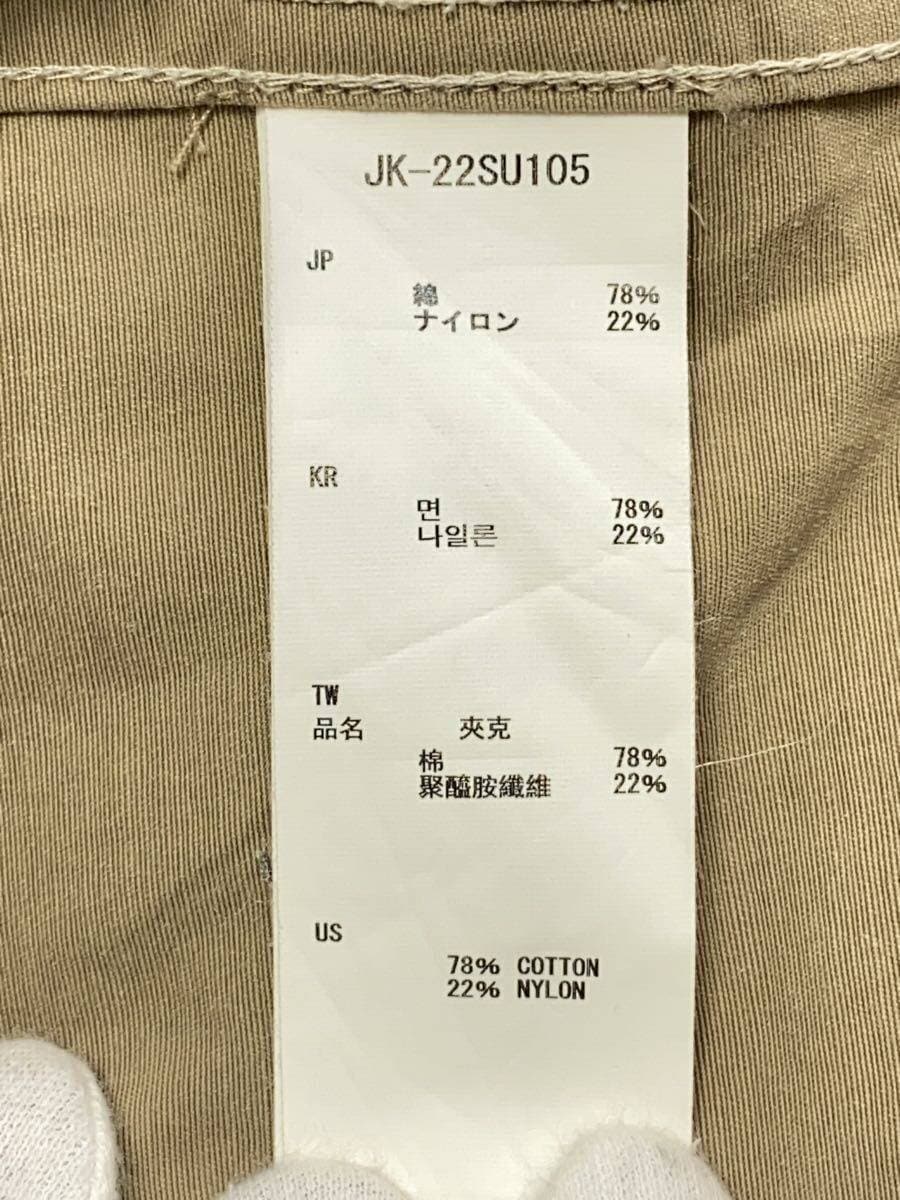 JK-22SU105
JP
綿 78%
ナイロン 22%
KR
면 78%
나일론 22%
TW
品名 夾克
棉 78%
聚醯胺纖維 22%
US
78% COTTON
22% NYLON